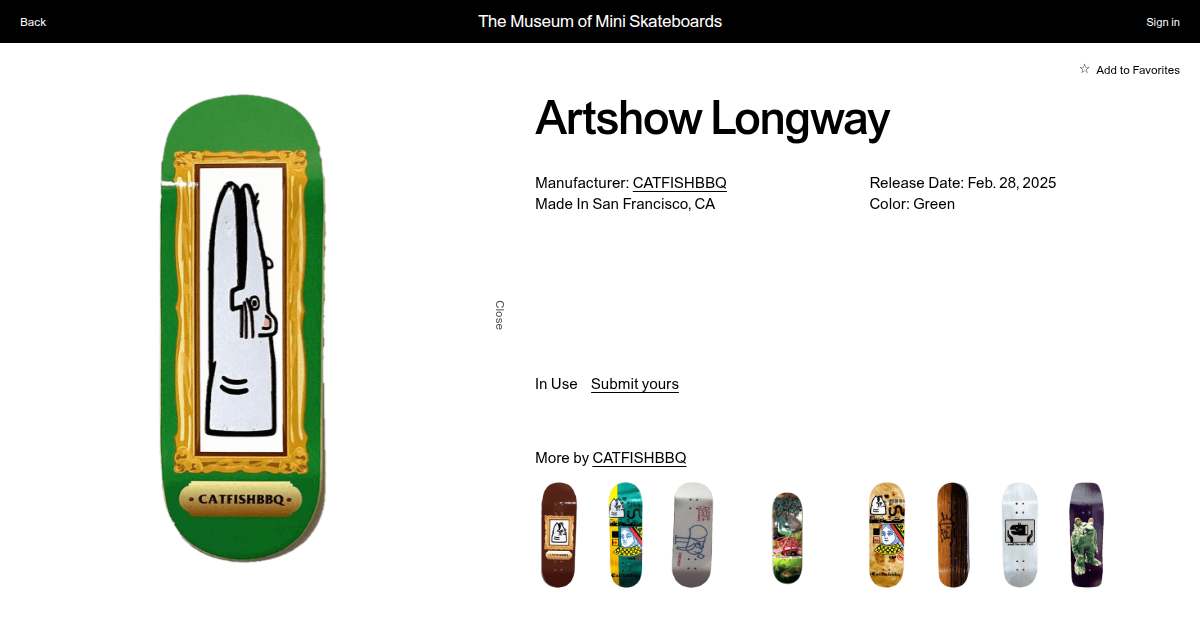 Back
The Museum of Mini Skateboards
Sign in
☆ Add to Favorites
Artshow Longway
Manufacturer: CATFISHBBQ
Made In San Francisco, CA
Release Date: Feb. 28, 2025
Color: Green
Close
• CATFISHBBQ •
In Use Submit yours
More by CATFISHBBQ